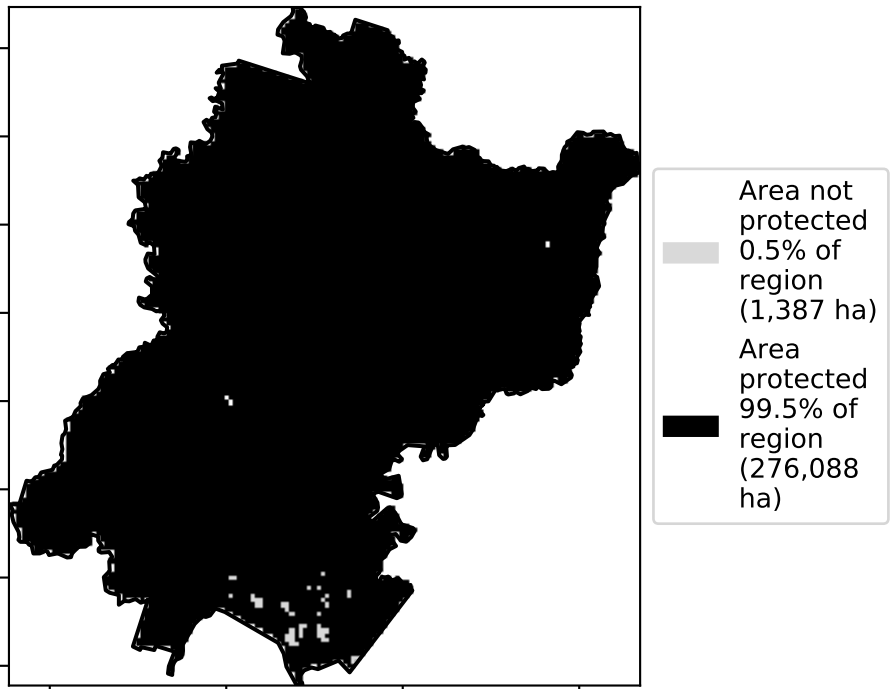 Area not
protected
0.5% of
region
(1,387 ha)
Area
protected
99.5% of
region
(276,088
ha)